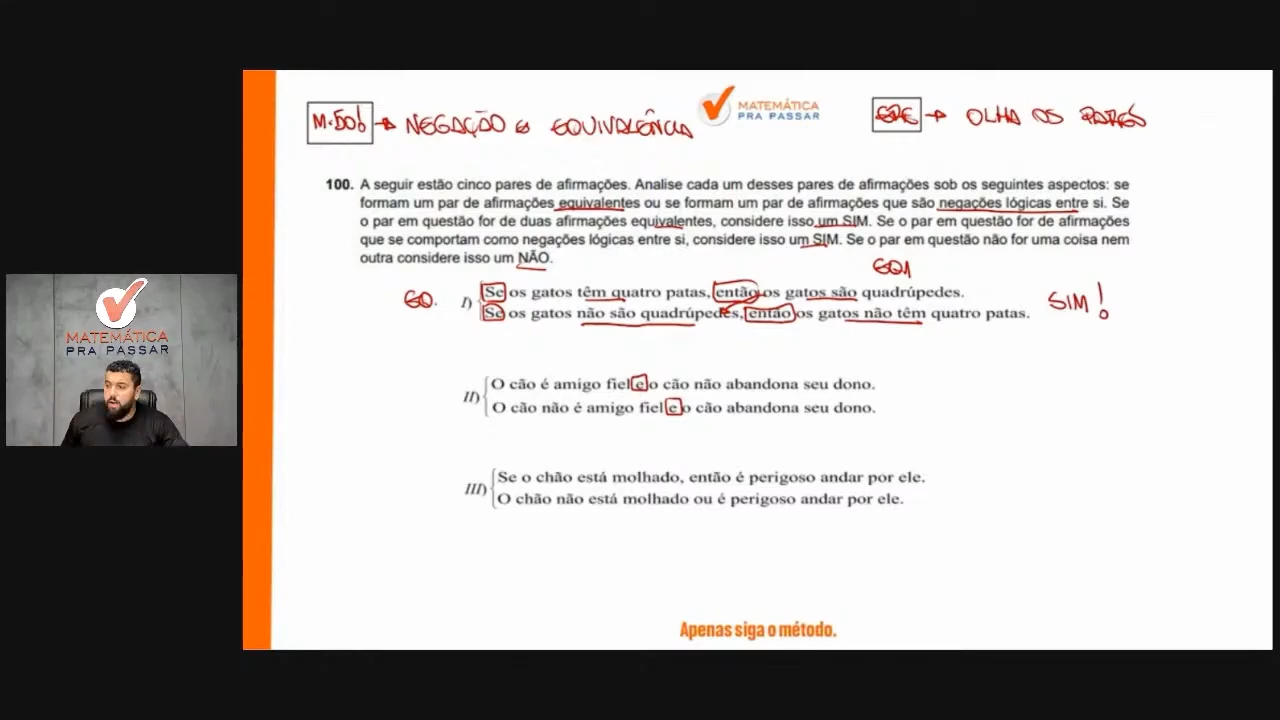 M.50! → NEGAÇÃO E EQUIVALÊNCIA
MATEMÁTICA
PRA PASSAR
→ OLHA OS PARES
100. A seguir estão cinco pares de afirmações. Analise cada um desses pares de afirmações sob os seguintes aspectos: se
formam um par de afirmações equivalentes ou se formam um par de afirmações que são negações lógicas entre si. Se
o par em questão for de duas afirmações equivalentes, considere isso um SIM. Se o par em questão for de afirmações
que se comportam como negações lógicas entre si, considere isso um SIM. Se o par em questão não for uma coisa nem
outra considere isso um NÃO.
EQ1
EQ. I) Se os gatos têm quatro patas, então os gatos são quadrúpedes.
Se os gatos não são quadrúpedes, então os gatos não têm quatro patas.
SIM!
MATEMÁTICA
PRA PASSAR
II) O cão é amigo fiel e o cão não abandona seu dono.
O cão não é amigo fiel e o cão abandona seu dono.
III) Se o chão está molhado, então é perigoso andar por ele.
O chão não está molhado ou é perigoso andar por ele.
Apenas siga o método.